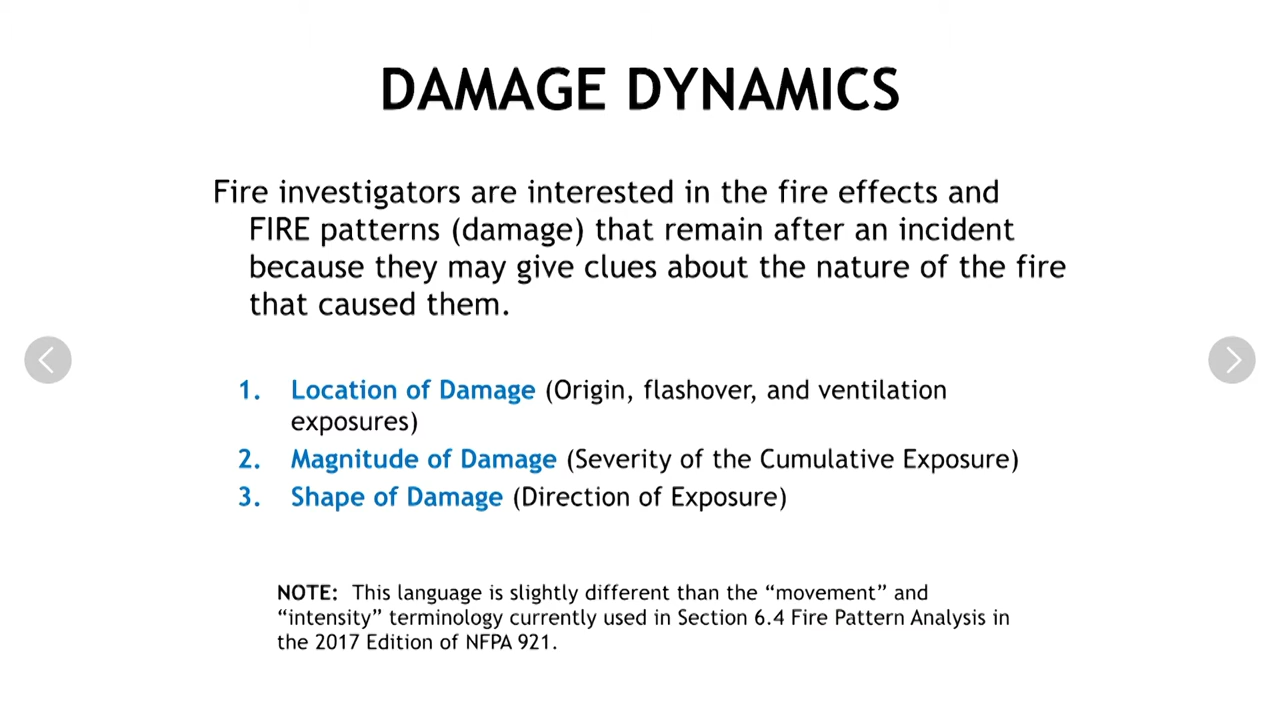 DAMAGE DYNAMICS
Fire investigators are interested in the fire effects and
FIRE patterns (damage) that remain after an incident
because they may give clues about the nature of the fire
that caused them.
1. Location of Damage (Origin, flashover, and ventilation
exposures)
2. Magnitude of Damage (Severity of the Cumulative Exposure)
3. Shape of Damage (Direction of Exposure)
NOTE: This language is slightly different than the “movement” and
“intensity” terminology currently used in Section 6.4 Fire Pattern Analysis in
the 2017 Edition of NFPA 921.